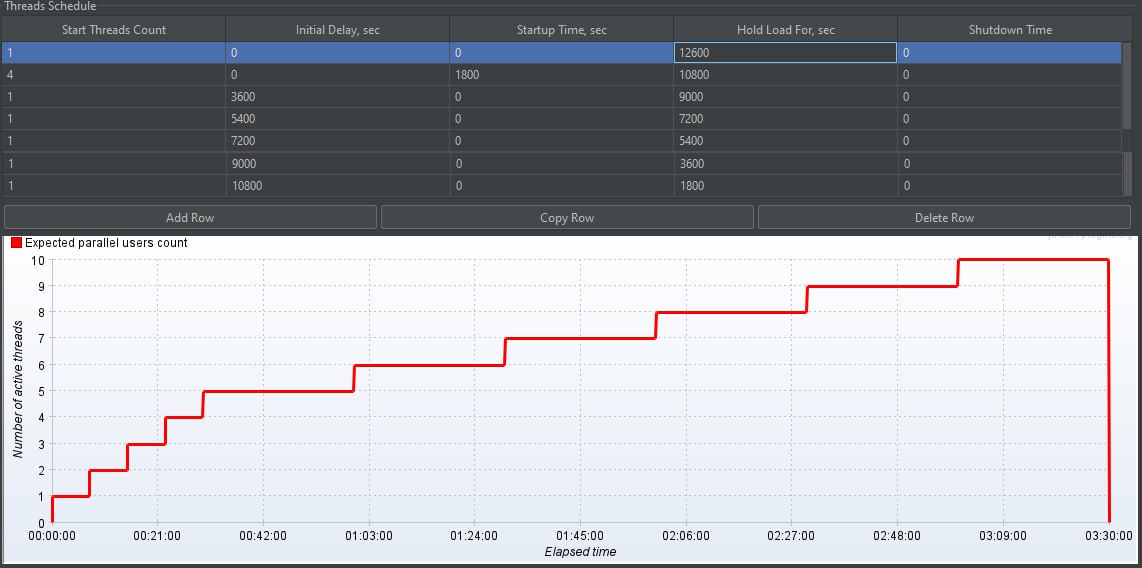 Threads Schedule
Start Threads Count Initial Delay, sec Startup Time, sec Hold Load For, sec Shutdown Time
1 0 0 12600 0
4 0 1800 10800 0
1 3600 0 9000 0
1 5400 0 7200 0
1 7200 0 5400 0
1 9000 0 3600 0
1 10800 0 1800 0
Add Row Copy Row Delete Row
Expected parallel users count
10
9
8
7
6
5
4
3
2
1
0
Number of active threads
00:00:00 00:21:00 00:42:00 01:03:00 01:24:00 01:45:00 02:06:00 02:27:00 02:48:00 03:09:00 03:30:00
Elapsed time